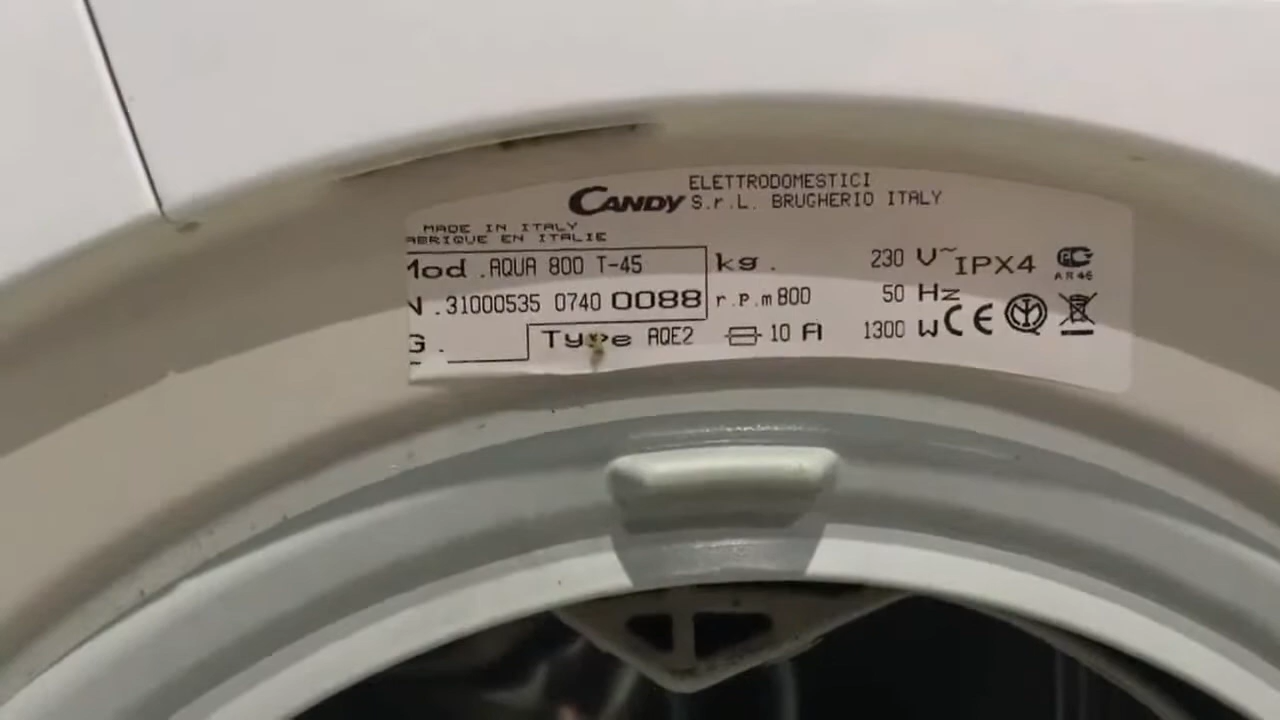 CANDY ELETTRODOMESTICI
S.r.L. BRUGHERIO ITALY
MADE IN ITALY
ABRIQUE EN ITALIE
Mod .AQUA 800 T-45 kg . 230 V~ IPX4
N .31000535 0740 0088 r.p.m 800 50 Hz CE
G . Type AQE2 10 A 1300 W